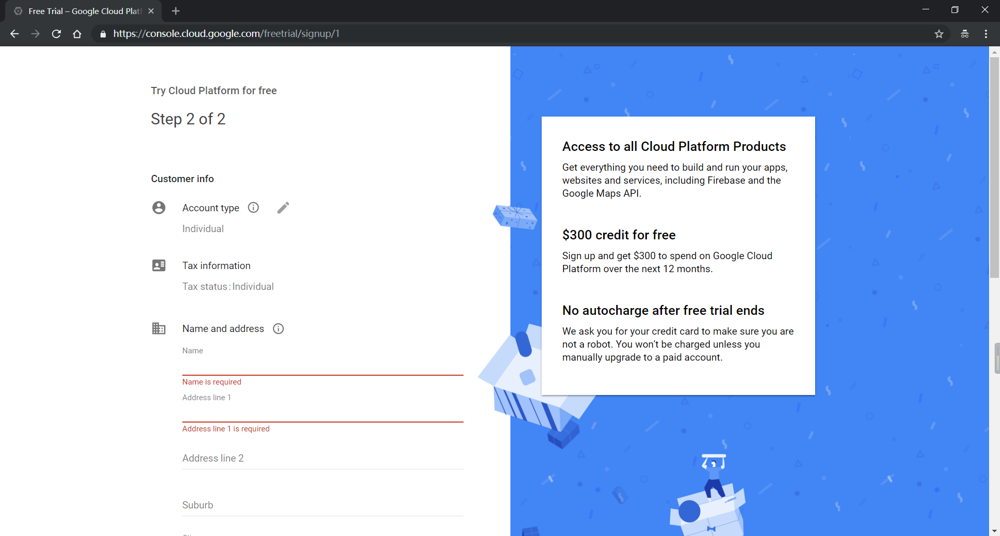 Free Trial – Google Cloud Platf
https://console.cloud.google.com/freetrial/signup/1
Try Cloud Platform for free
Step 2 of 2
Customer info
Account type
Individual
Tax information
Tax status: Individual
Name and address
Name
Name is required
Address line 1
Address line 1 is required
Address line 2
Suburb
Access to all Cloud Platform Products
Get everything you need to build and run your apps,
websites and services, including Firebase and the
Google Maps API.
$300 credit for free
Sign up and get $300 to spend on Google Cloud
Platform over the next 12 months.
No autocharge after free trial ends
We ask you for your credit card to make sure you are
not a robot. You won’t be charged unless you
manually upgrade to a paid account.